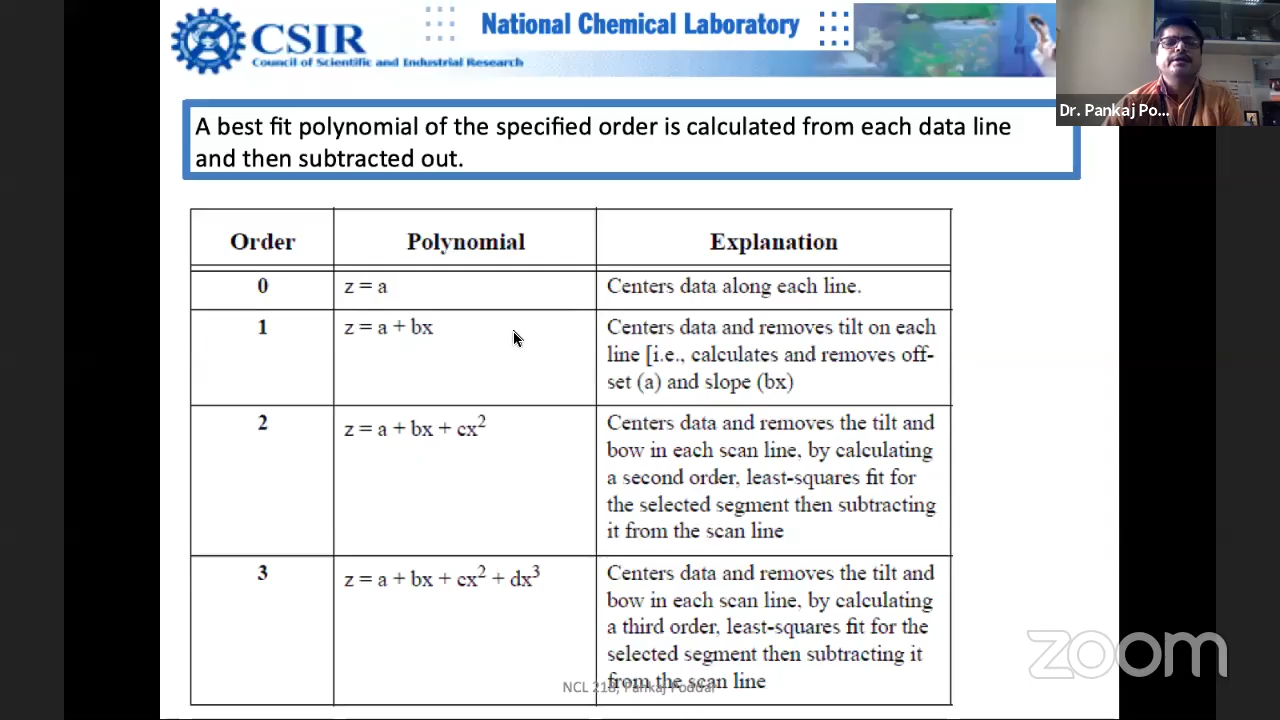 CSIR
Council of Scientific and Industrial Research
National Chemical Laboratory
Dr. Pankaj Po...
A best fit polynomial of the specified order is calculated from each data line
and then subtracted out.
Order Polynomial Explanation
0 z = a Centers data along each line.
1 z = a + bx Centers data and removes tilt on each
line [i.e., calculates and removes off-
set (a) and slope (bx)
2 z = a + bx + cx² Centers data and removes the tilt and
bow in each scan line, by calculating
a second order, least-squares fit for
the selected segment then subtracting
it from the scan line
3 z = a + bx + cx² + dx³ Centers data and removes the tilt and
bow in each scan line, by calculating
a third order, least-squares fit for the
selected segment then subtracting it
from the scan line
NCL 218, Pankaj Poddar
zoom